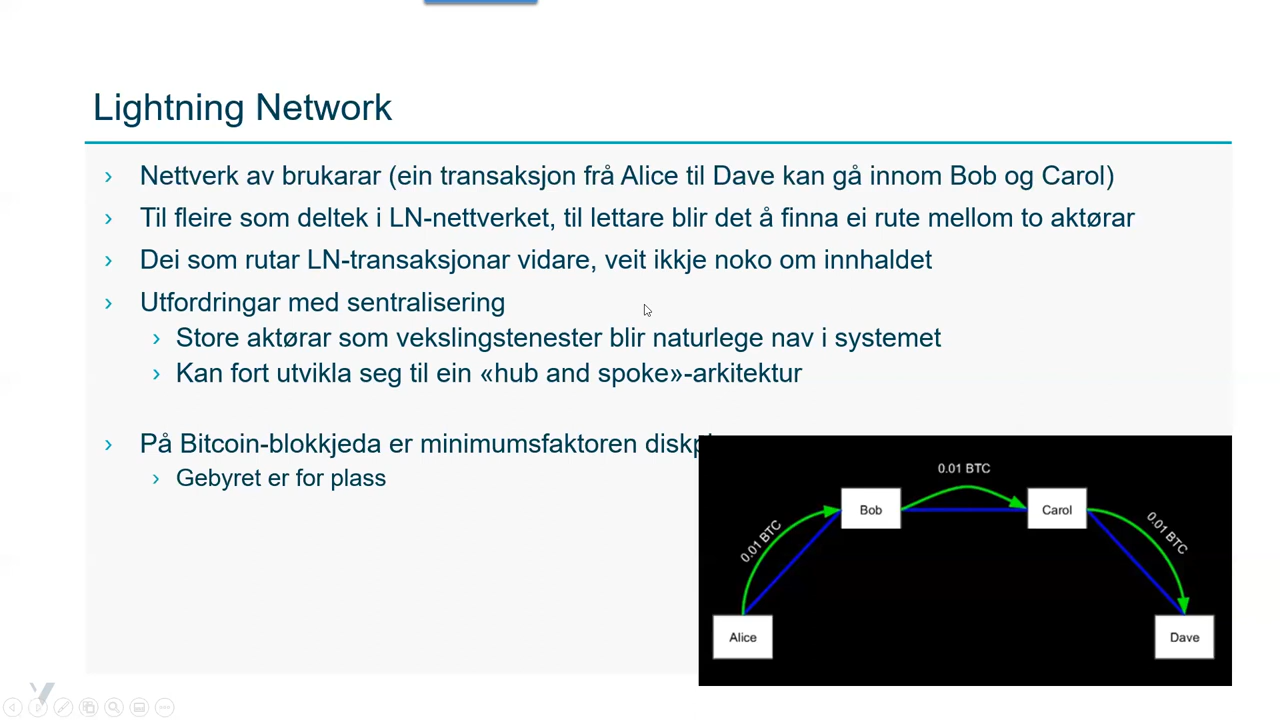 Lightning Network
Nettverk av brukarar (ein transaksjon frå Alice til Dave kan gå innom Bob og Carol)
Til fleire som deltek i LN-nettverket, til lettare blir det å finna ei rute mellom to aktørar
Dei som rutar LN-transaksjonar vidare, veit ikkje noko om innhaldet
Utfordringar med sentralisering
Store aktørar som vekslingstenester blir naturlege nav i systemet
Kan fort utvikla seg til ein «hub and spoke»-arkitektur
På Bitcoin-blokkjeda er minimumsfaktoren
Gebyret er for plass
0.01 BTC
Bob
Carol
0.01 BTC
0.01 BTC
Alice
Dave